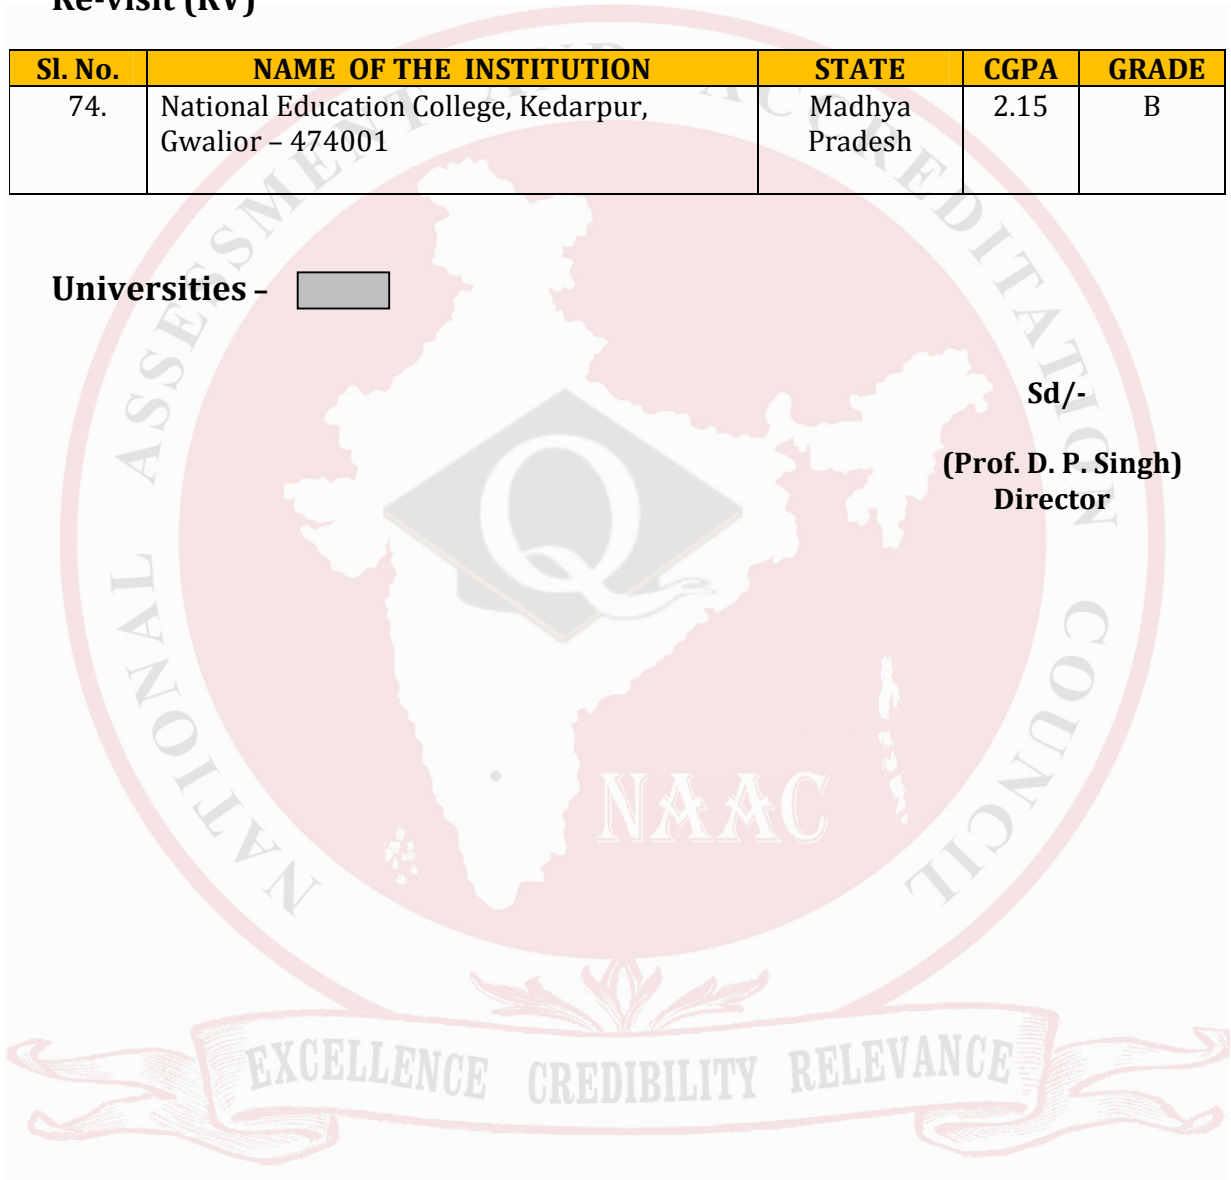 Re-visit (RV)
Sl. No. NAME OF THE INSTITUTION STATE CGPA GRADE
74. National Education College, Kedarpur, Madhya 2.15 B
Gwalior – 474001 Pradesh
Universities –
Sd/-
(Prof. D. P. Singh)
Director
NATIONAL ASSESSMENT AND ACCREDITATION COUNCIL
Q
NAAC
EXCELLENCE CREDIBILITY RELEVANCE